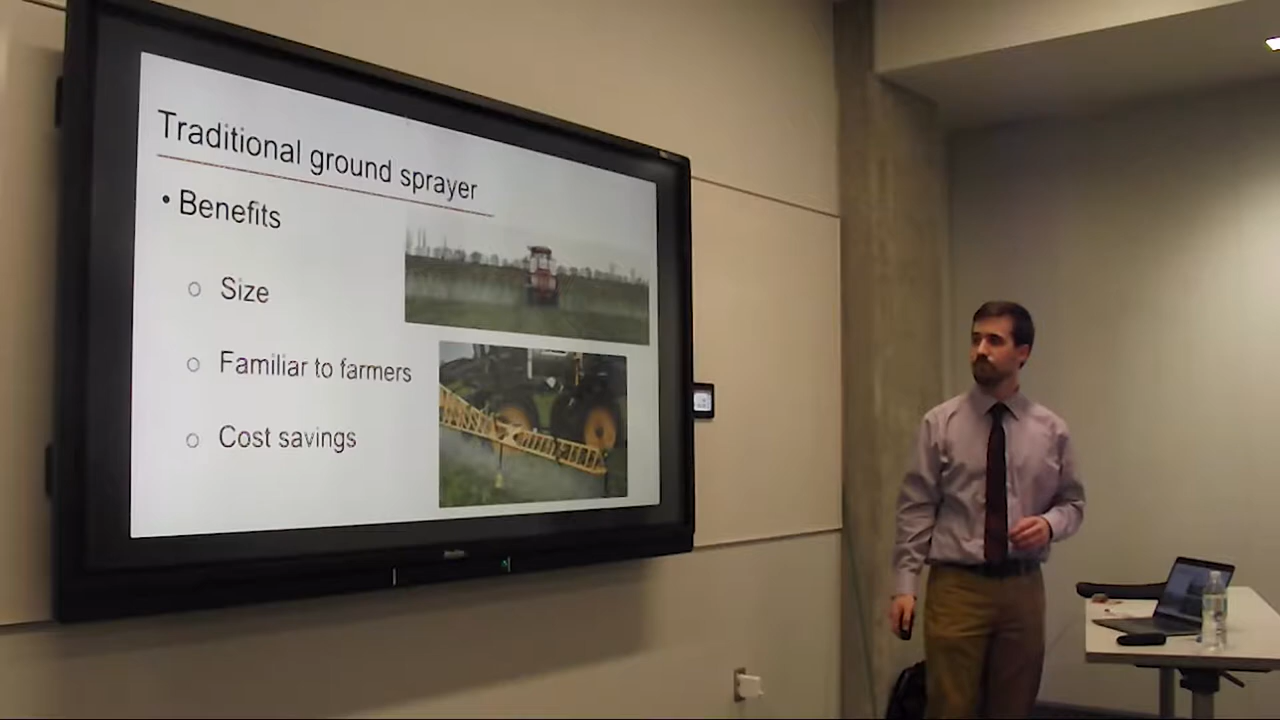 Traditional ground sprayer
• Benefits
○ Size
○ Familiar to farmers
○ Cost savings